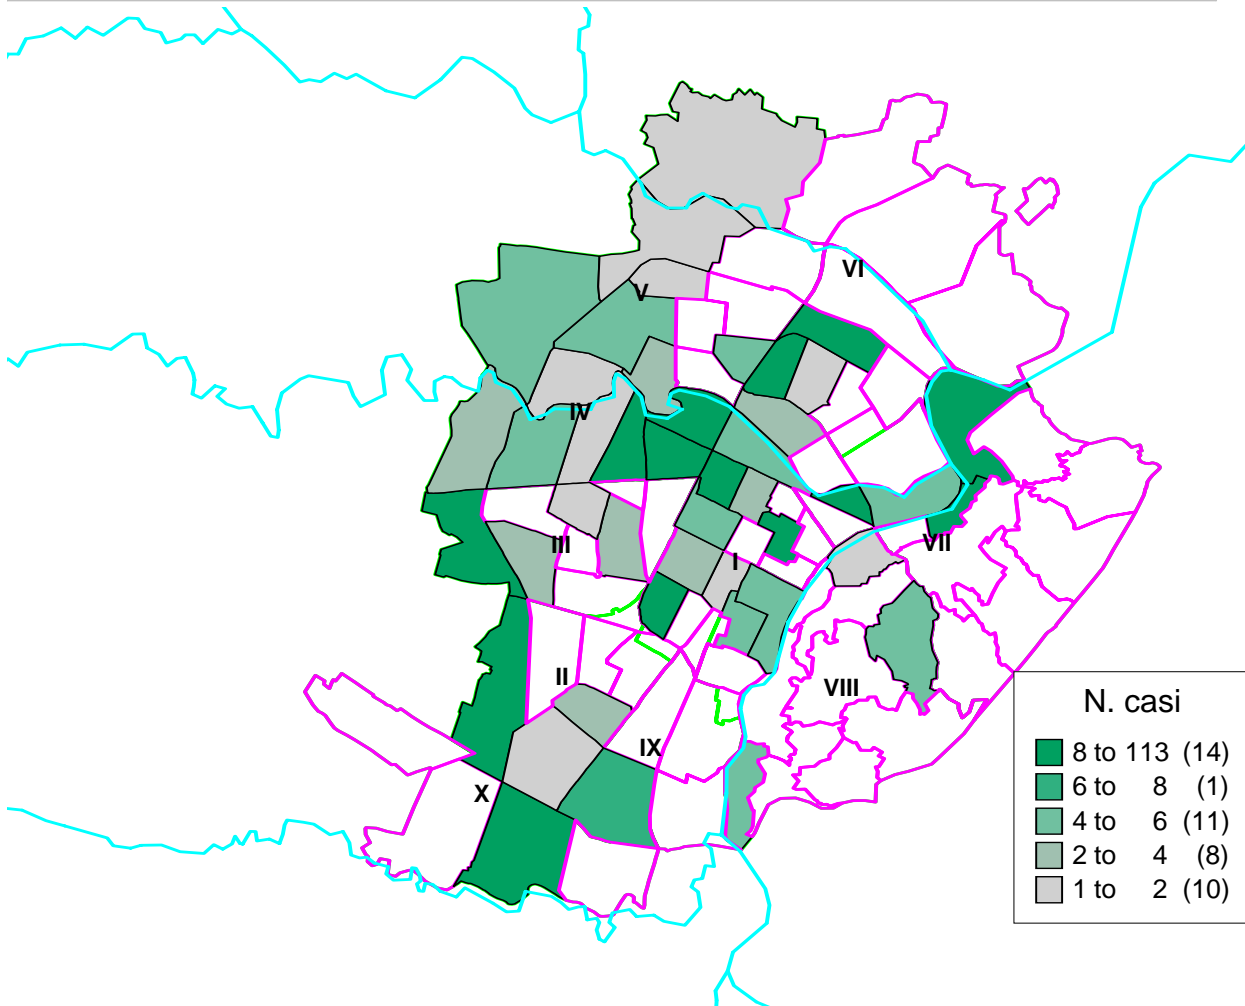 VI
V
IV
III
VII
I
II
VIII
IX
X
N. casi
8 to 113 (14)
6 to 8 (1)
4 to 6 (11)
2 to 4 (8)
1 to 2 (10)